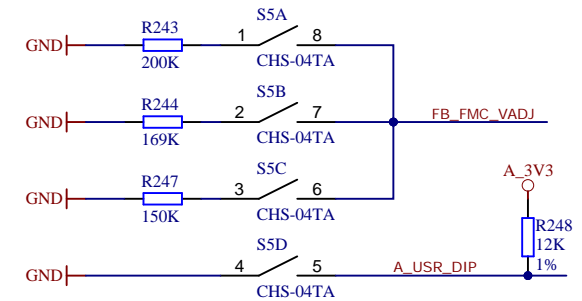 S5A
GND R243 1 8
200K CHS-04TA
S5B
GND R244 2 7 FB_FMC_VADJ
169K CHS-04TA
S5C
A_3V3
GND R247 3 6
150K CHS-04TA
R248
S5D 12K
1%
GND 4 5 A_USR_DIP
CHS-04TA